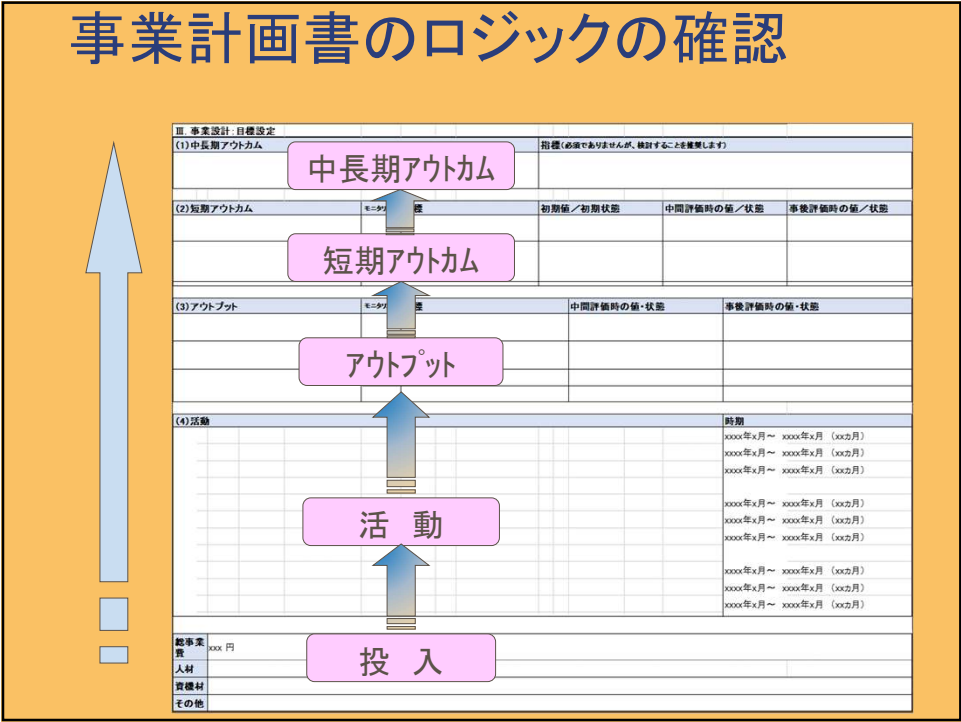 事業計画書のロジックの確認
Ⅲ. 事業設計:目標設定
(1)中長期アウトカム 指標(必須でありませんが、検討することを推奨します)
中長期アウトカム
(2)短期アウトカム モニタリ 標 初期値/初期状態 中間評価時の値/状態 事後評価時の値/状態
短期アウトカム
(3)アウトプット モニタリ 標 中間評価時の値・状態 事後評価時の値・状態
アウトプット
(4)活動 時期
xxxx年x月~ xxxx年x月 (xxカ月)
xxxx年x月~ xxxx年x月 (xxカ月)
xxxx年x月~ xxxx年x月 (xxカ月)
xxxx年x月~ xxxx年x月 (xxカ月)
活 動
xxxx年x月~ xxxx年x月 (xxカ月)
xxxx年x月~ xxxx年x月 (xxカ月)
xxxx年x月~ xxxx年x月 (xxカ月)
xxxx年x月~ xxxx年x月 (xxカ月)
xxxx年x月~ xxxx年x月 (xxカ月)
総事業費 xxx 円
投 入
人材
資機材
その他